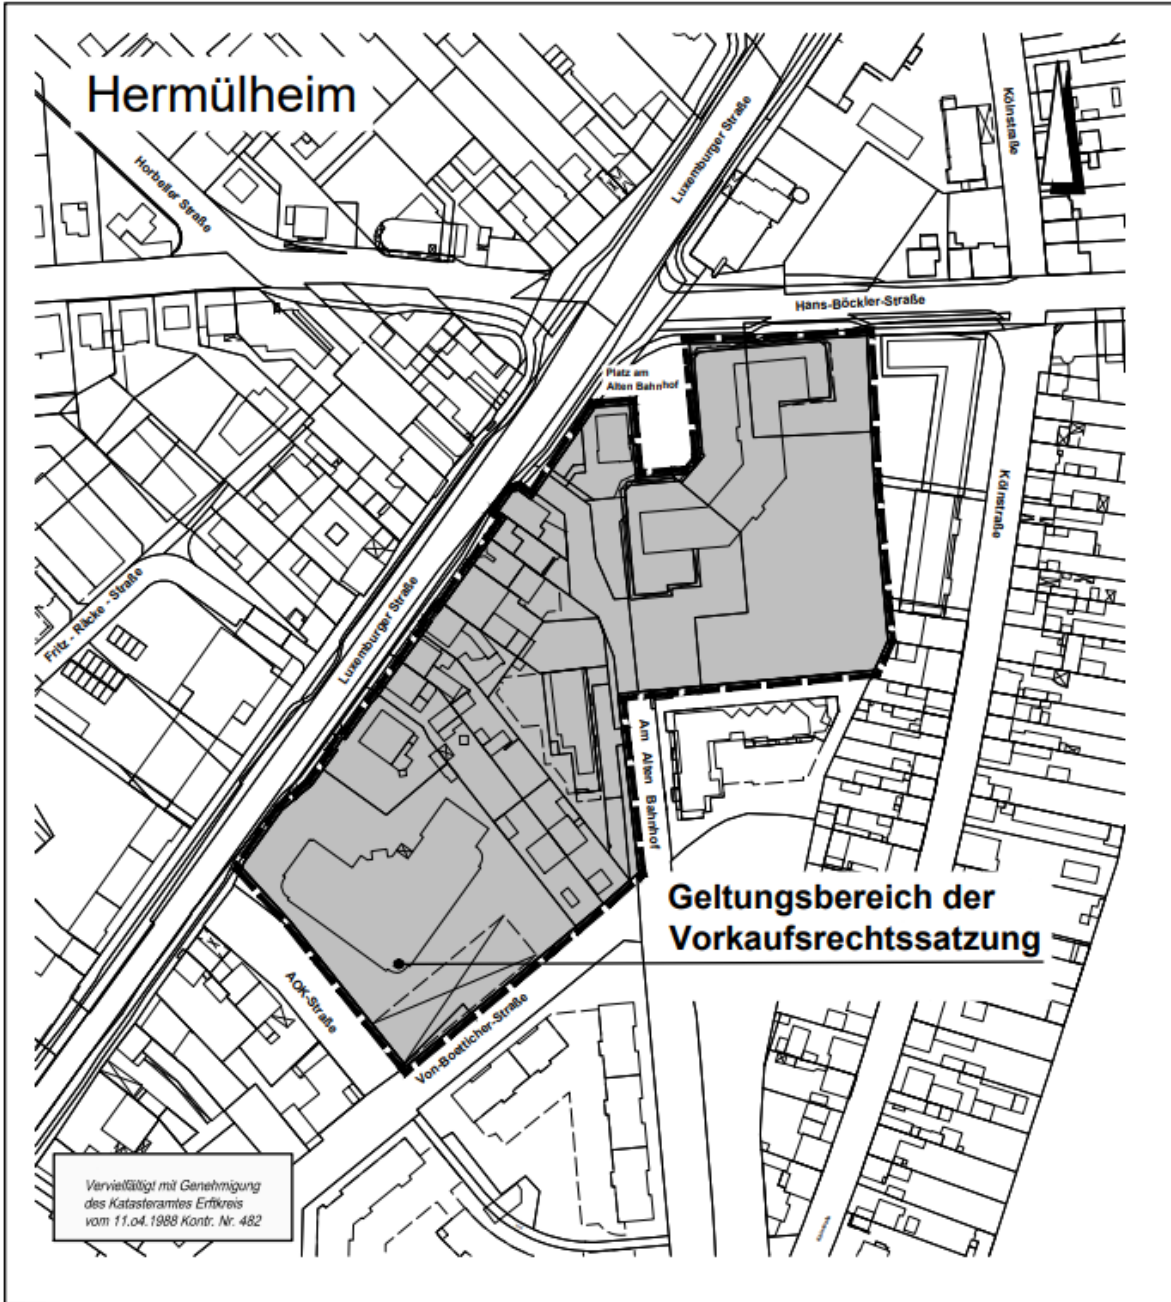 Hermülheim
Horbeller Straße
Luxemburger Straße
Kölnstraße
Hans-Böckler-Straße
Platz am
Alten Bahnhof
Kölnstraße
Fritz - Räcke - Straße
Luxemburger Straße
Am Alten Bahnhof
Geltungsbereich der
Vorkaufsrechtssatzung
AOK-Straße
Von-Boetticher-Straße
Vervielfältigt mit Genehmigung
des Katasteramtes Erftkreis
vom 11.o4.1988 Kontr. Nr. 482